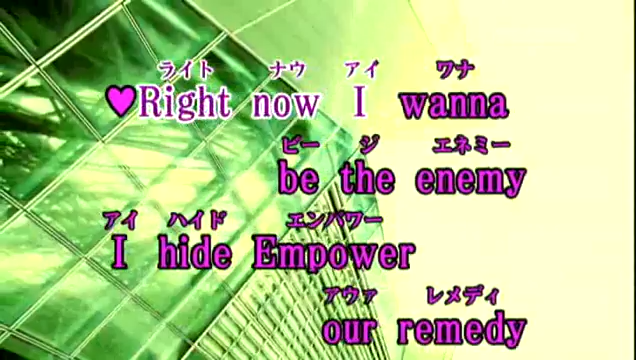 ライト ナウ アイ ワナ
♥Right now I wanna
ビー ジ エネミー
be the enemy
アイ ハイド エンパワー
I hide Empower
アウァ レメディ
our remedy